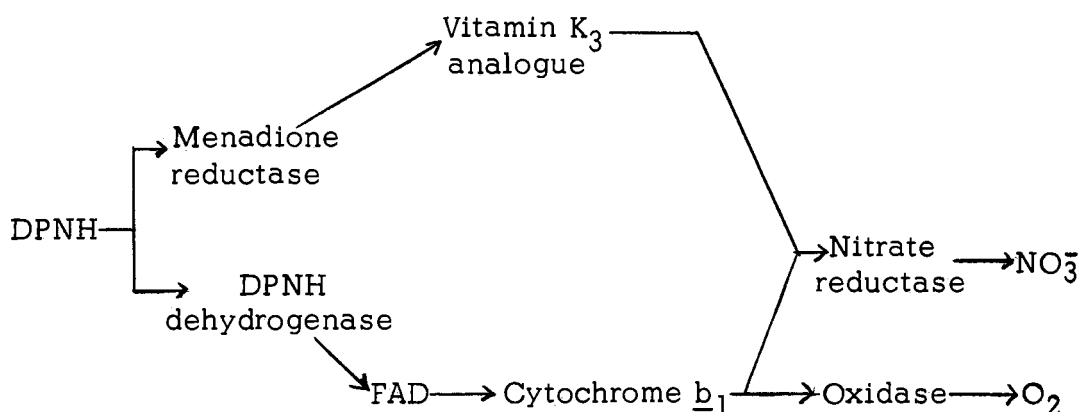 Vitamin K3
analogue
Menadione
reductase
DPNH
Nitrate
reductase
NO3-
DPNH
dehydrogenase
FAD
Cytochrome b1
Oxidase
O2